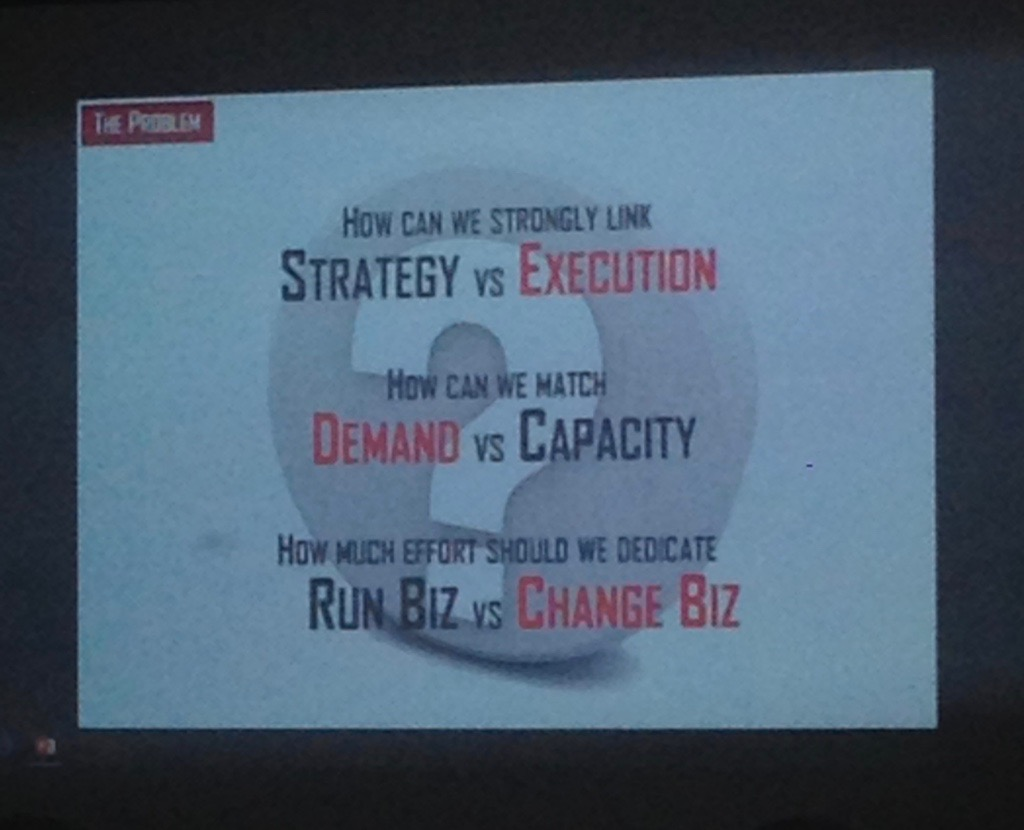 THE PROBLEM
HOW CAN WE STRONGLY LINK
STRATEGY VS EXECUTION
HOW CAN WE MATCH
DEMAND VS CAPACITY
HOW MUCH EFFORT SHOULD WE DEDICATE
RUN BIZ VS CHANGE BIZ